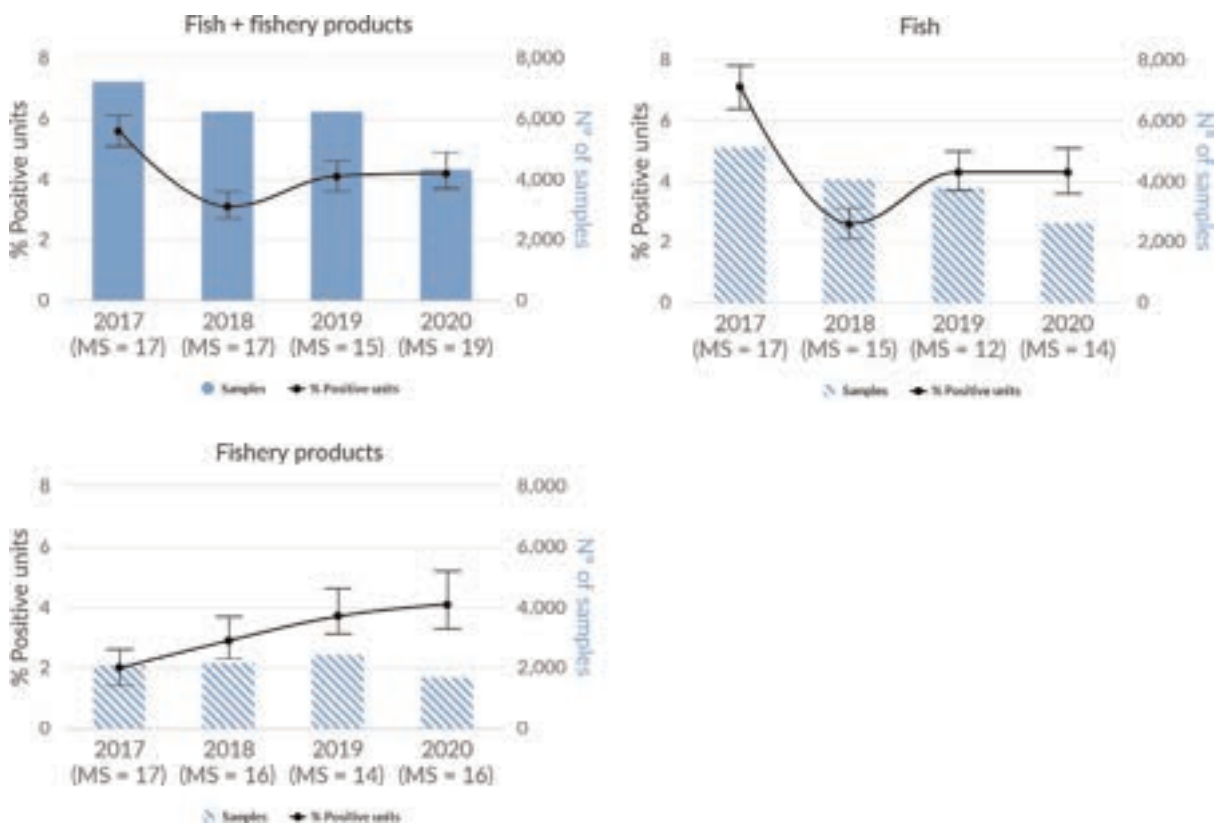 Fish + fishery products
8
6
4
2
0
% Positive units
8,000
6,000
4,000
2,000
0
N° of samples
2017 2018 2019 2020
(MS = 17) (MS = 17) (MS = 15) (MS = 19)
Samples % Positive units
Fish
8
6
4
2
0
% Positive units
8,000
6,000
4,000
2,000
0
N° of samples
2017 2018 2019 2020
(MS = 17) (MS = 15) (MS = 12) (MS = 14)
Samples % Positive units
Fishery products
8
6
4
2
0
% Positive units
8,000
6.000
4.000
2,000
0
N° of samples
2017 2018 2019 2020
(MS = 17) (MS = 16) (MS = 14) (MS = 16)
Samples % Positive units